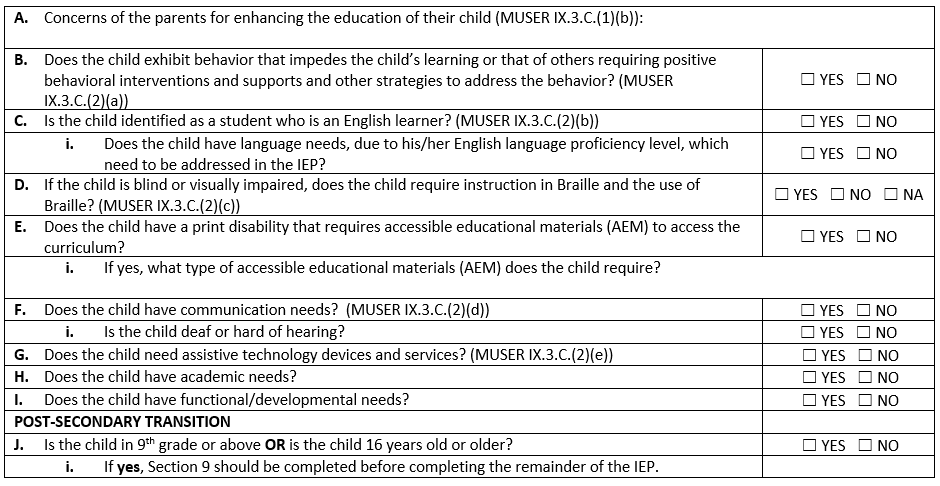 A. Concerns of the parents for enhancing the education of their child (MUSER IX.3.C.(1)(b)):
B. Does the child exhibit behavior that impedes the child's learning or that of others requiring positive
behavioral interventions and supports and other strategies to address the behavior? (MUSER
IX.3.C.(2)(a))
☐ YES ☐ NO
C. Is the child identified as a student who is an English learner? (MUSER IX.3.C.(2)(b))
☐ YES ☐ NO
i. Does the child have language needs, due to his/her English language proficiency level, which
need to be addressed in the IEP?
☐ YES ☐ NO
D. If the child is blind or visually impaired, does the child require instruction in Braille and the use of
Braille? (MUSER IX.3.C.(2)(c))
☐ YES ☐ NO ☐ NA
E. Does the child have a print disability that requires accessible educational materials (AEM) to access the
curriculum?
☐ YES ☐ NO
i. If yes, what type of accessible educational materials (AEM) does the child require?
F. Does the child have communication needs? (MUSER IX.3.C.(2)(d))
☐ YES ☐ NO
i. Is the child deaf or hard of hearing?
☐ YES ☐ NO
G. Does the child need assistive technology devices and services? (MUSER IX.3.C.(2)(e))
☐ YES ☐ NO
H. Does the child have academic needs?
☐ YES ☐ NO
I. Does the child have functional/developmental needs?
☐ YES ☐ NO
POST-SECONDARY TRANSITION
J. Is the child in 9th grade or above OR is the child 16 years old or older?
☐ YES ☐ NO
i. If yes, Section 9 should be completed before completing the remainder of the IEP.